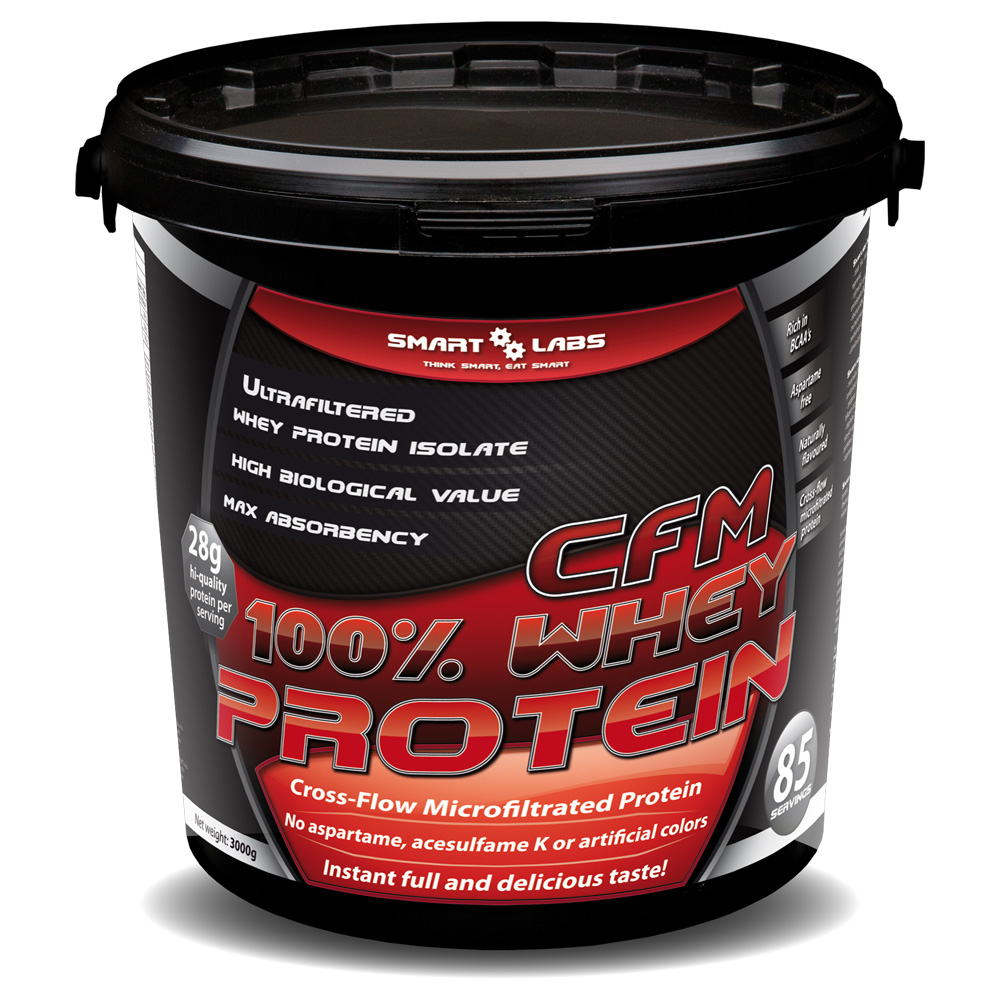 SMART LABS
THINK SMART, EAT SMART
ULTRAFILTERED
WHEY PROTEIN ISOLATE
HIGH BIOLOGICAL VALUE
MAX ABSORBENCY
Rich in
BCAA's
Aspartame
free
Naturally
flavoured
Cross-flow
microfiltrated
protein
28g
hi-quality
protein per
serving
CFM
100% WHEY
PROTEIN
85
SERVINGS
Cross-Flow Microfiltrated Protein
No aspartame, acesulfame K or artificial colors
Instant full and delicious taste!
Net weight: 3000g